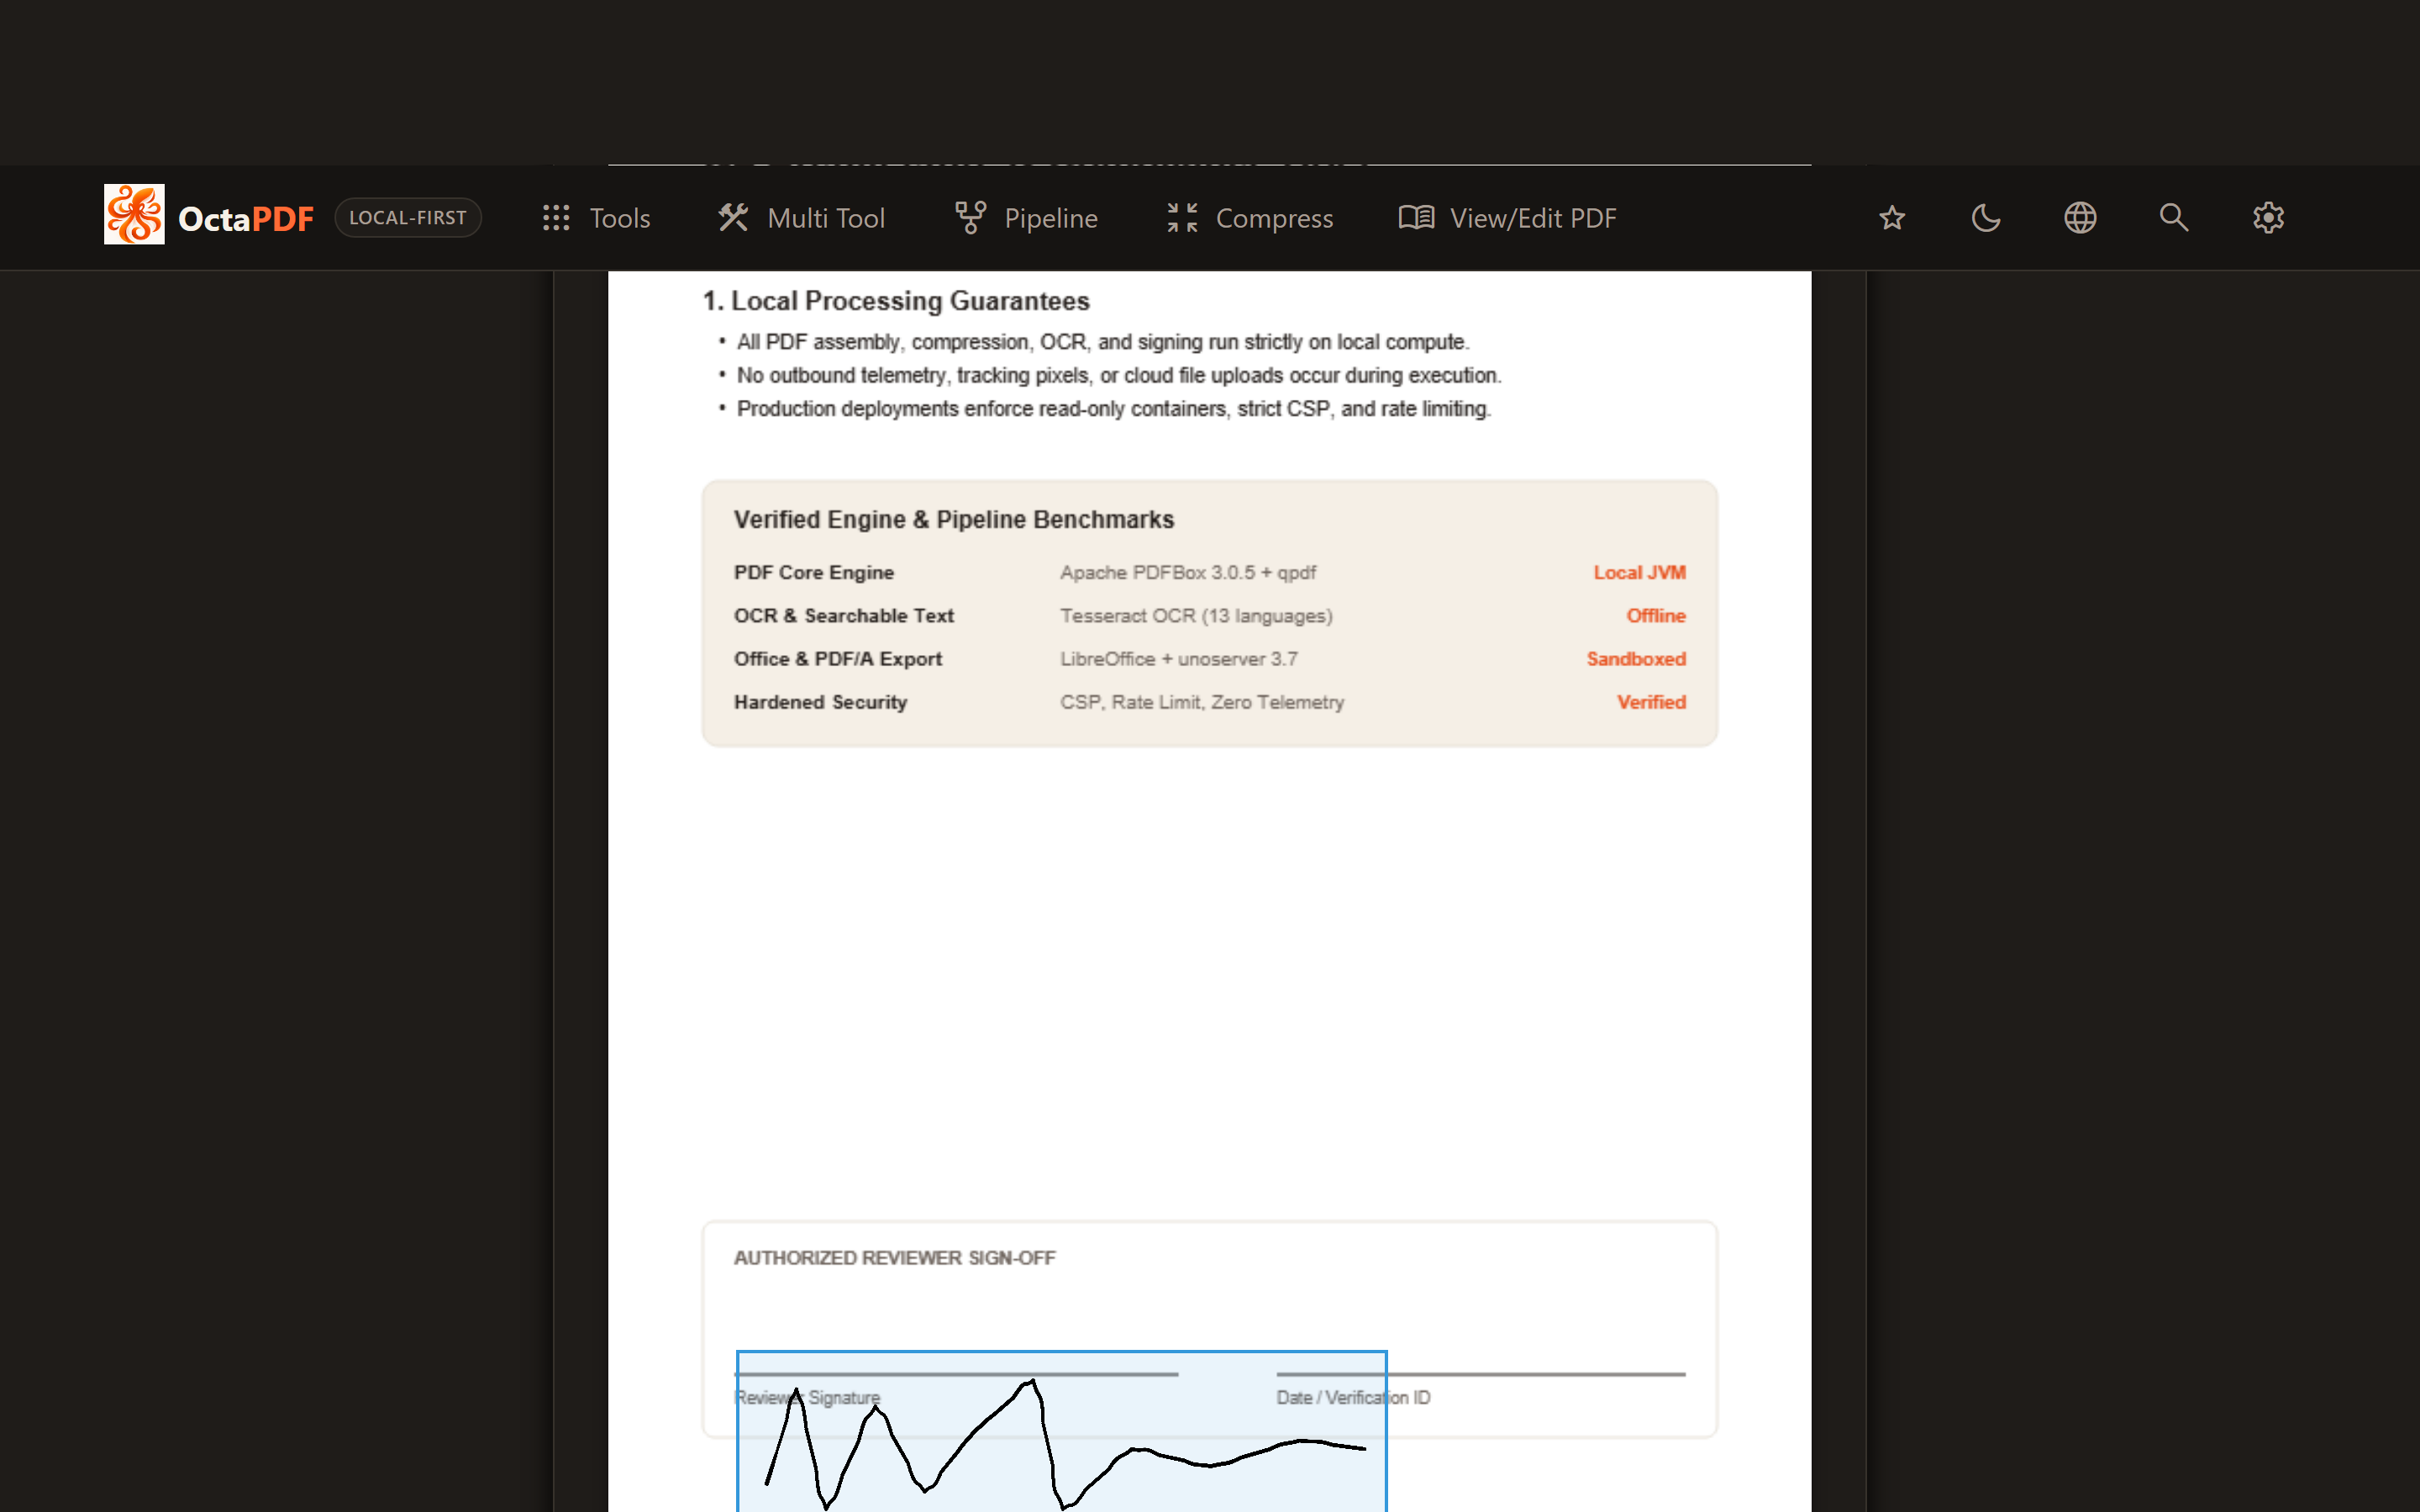 OctaPDF LOCAL-FIRST Tools Multi Tool Pipeline Compress View/Edit PDF
1. Local Processing Guarantees
• All PDF assembly, compression, OCR, and signing run strictly on local compute.
• No outbound telemetry, tracking pixels, or cloud file uploads occur during execution.
• Production deployments enforce read-only containers, strict CSP, and rate limiting.
Verified Engine & Pipeline Benchmarks
PDF Core Engine Apache PDFBox 3.0.5 + qpdf Local JVM
OCR & Searchable Text Tesseract OCR (13 languages) Offline
Office & PDF/A Export LibreOffice + unoserver 3.7 Sandboxed
Hardened Security CSP, Rate Limit, Zero Telemetry Verified
AUTHORIZED REVIEWER SIGN-OFF
Reviewer Signature Date / Verification ID